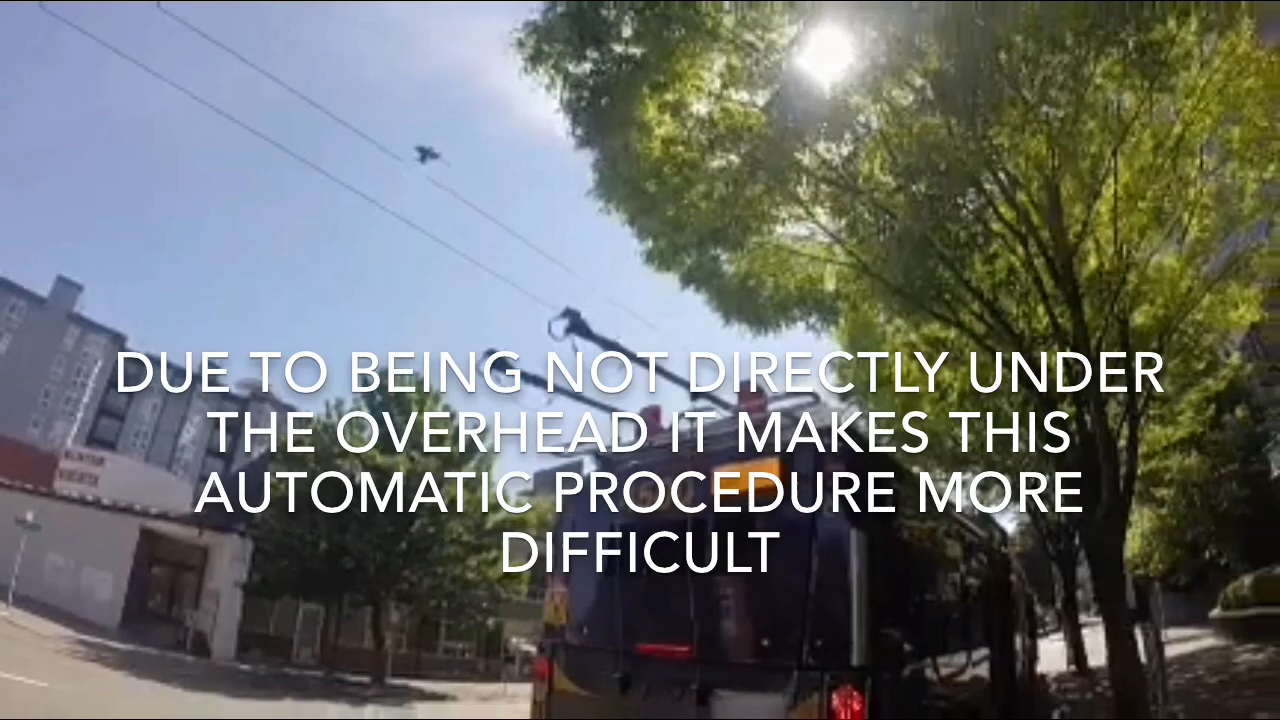 DUE TO BEING NOT DIRECTLY UNDER
THE OVERHEAD IT MAKES THIS
AUTOMATIC PROCEDURE MORE
DIFFICULT